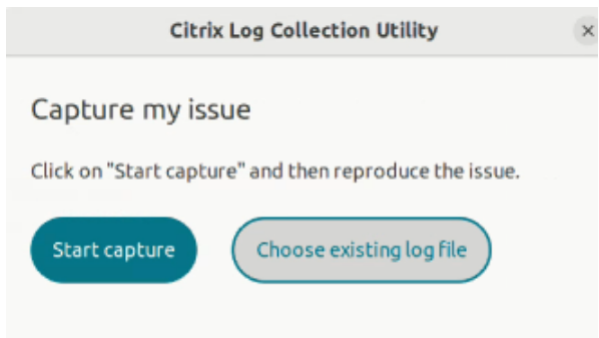 Citrix Log Collection Utility
Capture my issue
Click on "Start capture" and then reproduce the issue.
Start capture
Choose existing log file